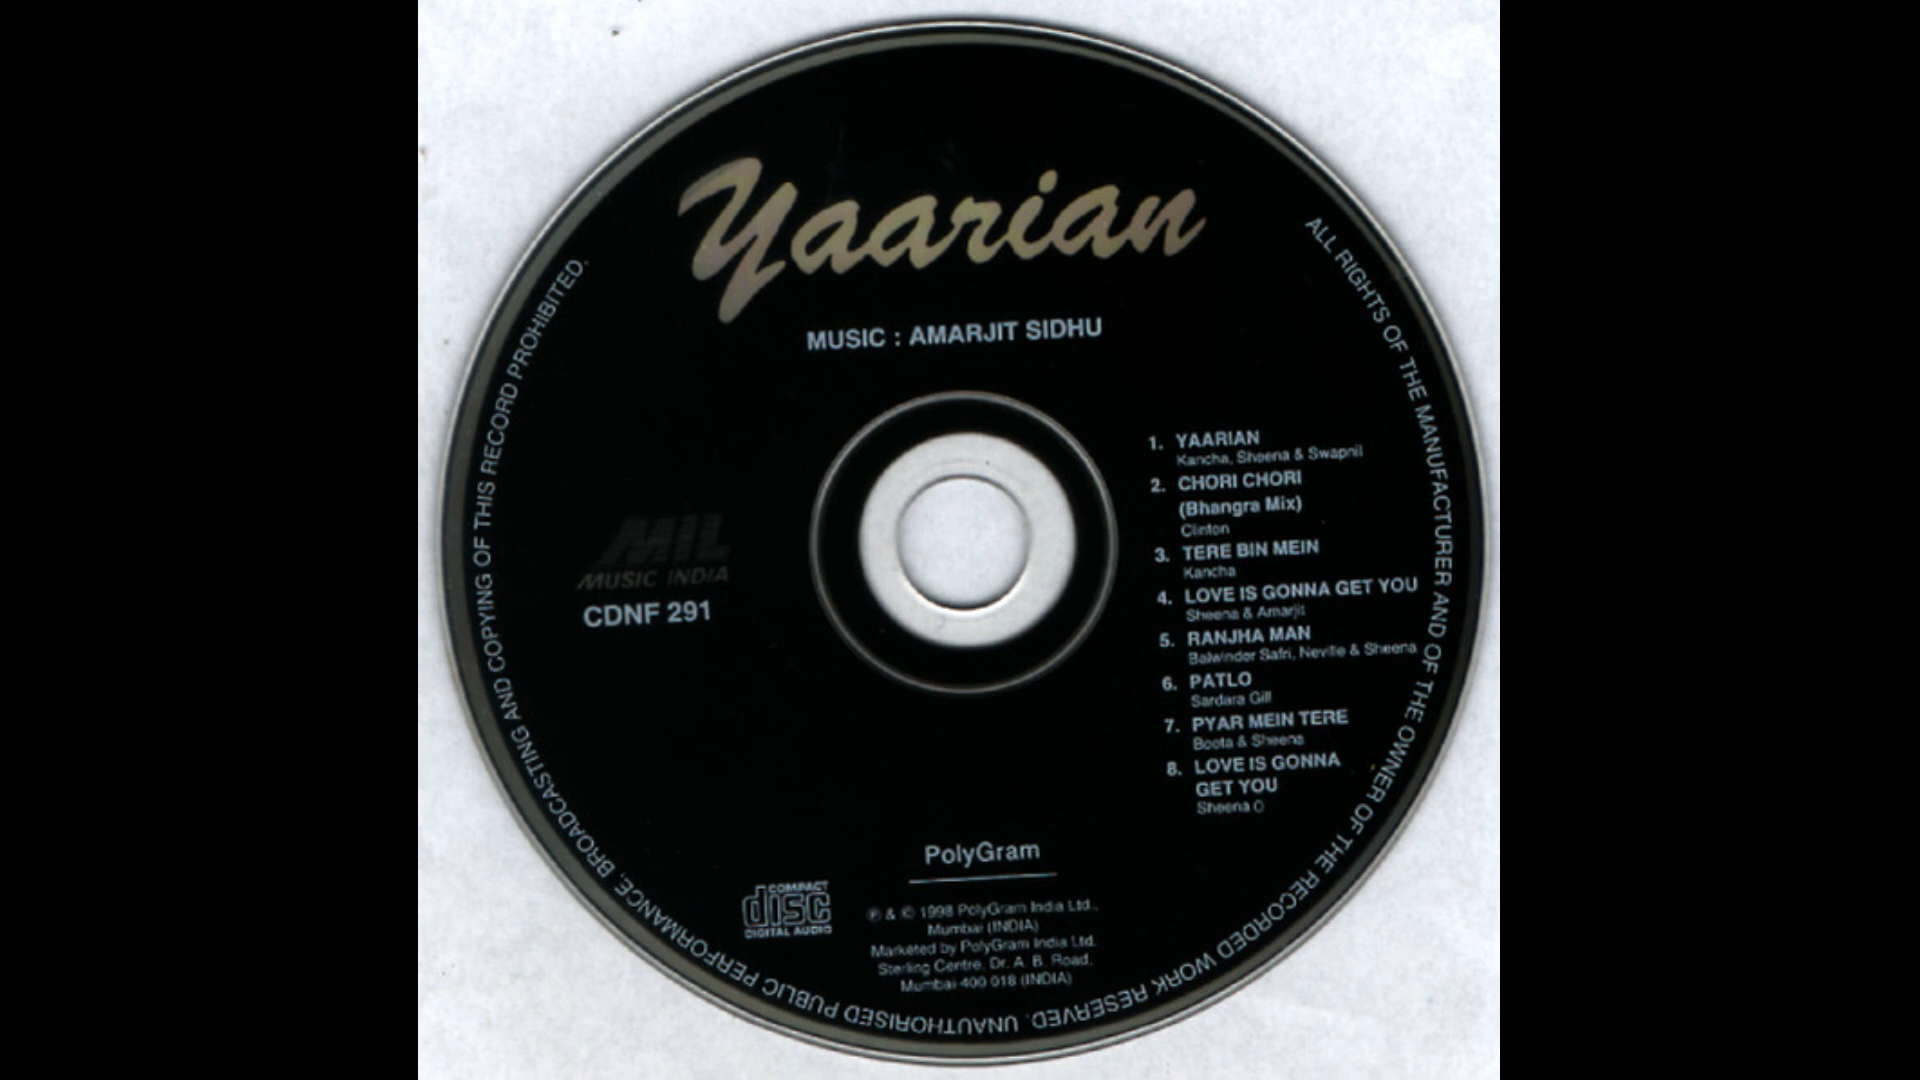 Yaarian
MUSIC : AMARJIT SIDHU
1. YAARIAN
Kancha, Sheena & Swapnil
2. CHORI CHORI
(Bhangra Mix)
Clinton
3. TERE BIN MEIN
Kancha
4. LOVE IS GONNA GET YOU
Sheena & Amarjit
5. RANJHA MAN
Balwinder Safri, Neville & Sheena
6. PATLO
Sardara Gill
7. PYAR MEIN TERE
Boota & Sheena
8. LOVE IS GONNA
GET YOU
Sheena
MIL
MUSIC INDIA
CDNF 291
PolyGram
COMPACT
disc
DIGITAL AUDIO
℗ & © 1998 PolyGram India Ltd.,
Mumbai (INDIA)
Marketed by PolyGram India Ltd.
Sterling Centre, Dr. A. B. Road,
Mumbai-400 018 (INDIA)
ALL RIGHTS OF THE MANUFACTURER AND OF THE OWNER OF THE RECORDED WORK RESERVED. UNAUTHORISED PUBLIC PERFORMANCE, BROADCASTING AND COPYING OF THIS RECORD PROHIBITED.